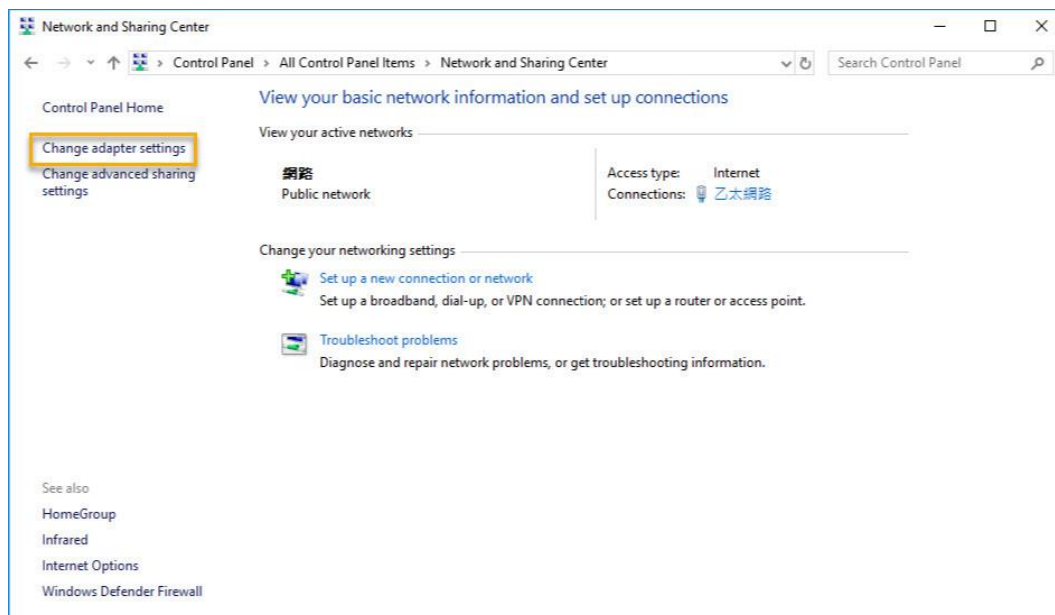 Network and Sharing Center
Control Panel > All Control Panel Items > Network and Sharing Center
Search Control Panel
Control Panel Home
Change adapter settings
Change advanced sharing
settings
View your basic network information and set up connections
View your active networks
網路
Public network
Access type: Internet
Connections: 乙太網路
Change your networking settings
Set up a new connection or network
Set up a broadband, dial-up, or VPN connection; or set up a router or access point.
Troubleshoot problems
Diagnose and repair network problems, or get troubleshooting information.
See also
HomeGroup
Infrared
Internet Options
Windows Defender Firewall